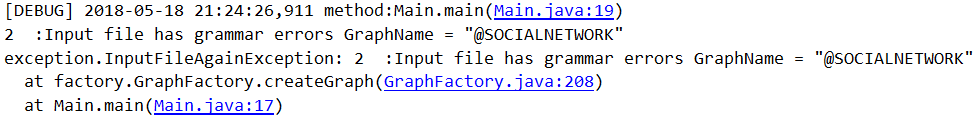 [DEBUG] 2018-05-18 21:24:26,911 method:Main.main(Main.java:19)
2  :Input file has grammar errors GraphName = "@SOCIALNETWORK"
exception.InputFileAgainException: 2  :Input file has grammar errors GraphName = "@SOCIALNETWORK"
  at factory.GraphFactory.createGraph(GraphFactory.java:208)
  at Main.main(Main.java:17)